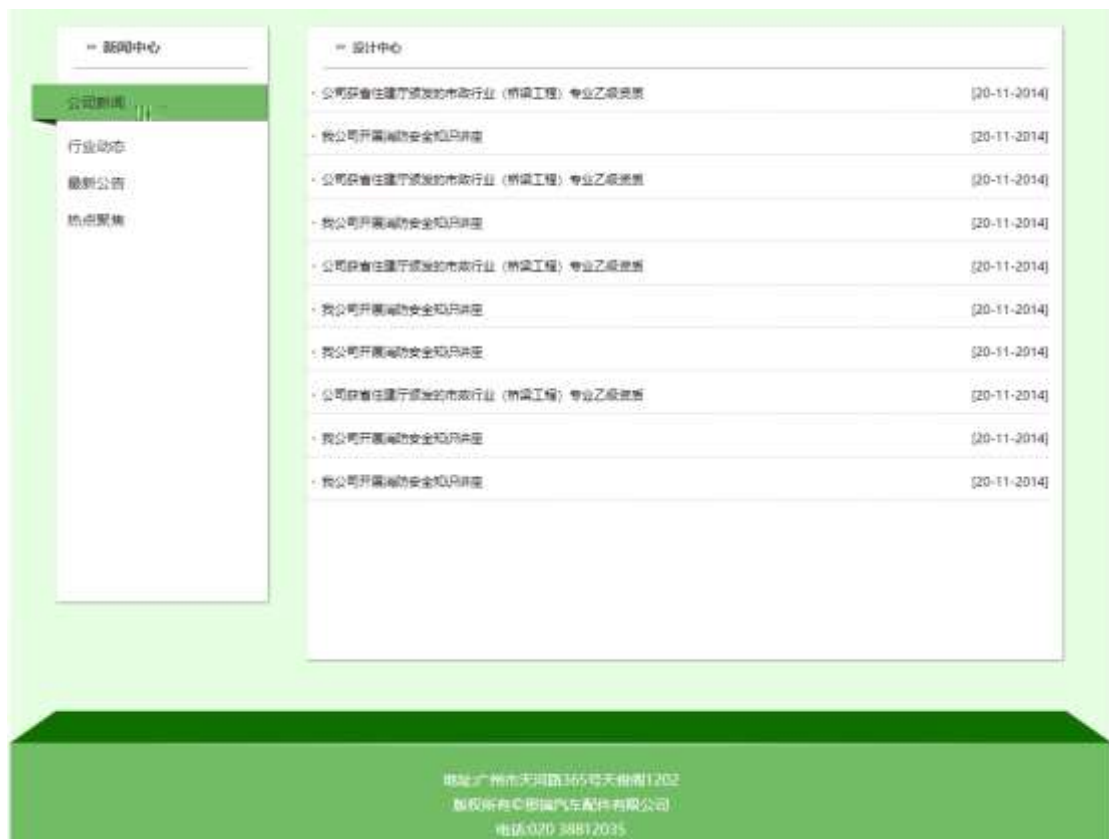 新闻中心
公司新闻
行业动态
最新公告
热点聚焦
设计中心
· 公司获省住建厅颁发的市政行业（桥梁工程）专业乙级资质 [20-11-2014]
· 我公司开展消防安全知识讲座 [20-11-2014]
· 公司获省住建厅颁发的市政行业（桥梁工程）专业乙级资质 [20-11-2014]
· 我公司开展消防安全知识讲座 [20-11-2014]
· 公司获省住建厅颁发的市政行业（桥梁工程）专业乙级资质 [20-11-2014]
· 我公司开展消防安全知识讲座 [20-11-2014]
· 我公司开展消防安全知识讲座 [20-11-2014]
· 公司获省住建厅颁发的市政行业（桥梁工程）专业乙级资质 [20-11-2014]
· 我公司开展消防安全知识讲座 [20-11-2014]
· 我公司开展消防安全知识讲座 [20-11-2014]
地址:广州市天河路365号天俊阁1202
版权所有©汽车配件有限公司
电话:020 38812035